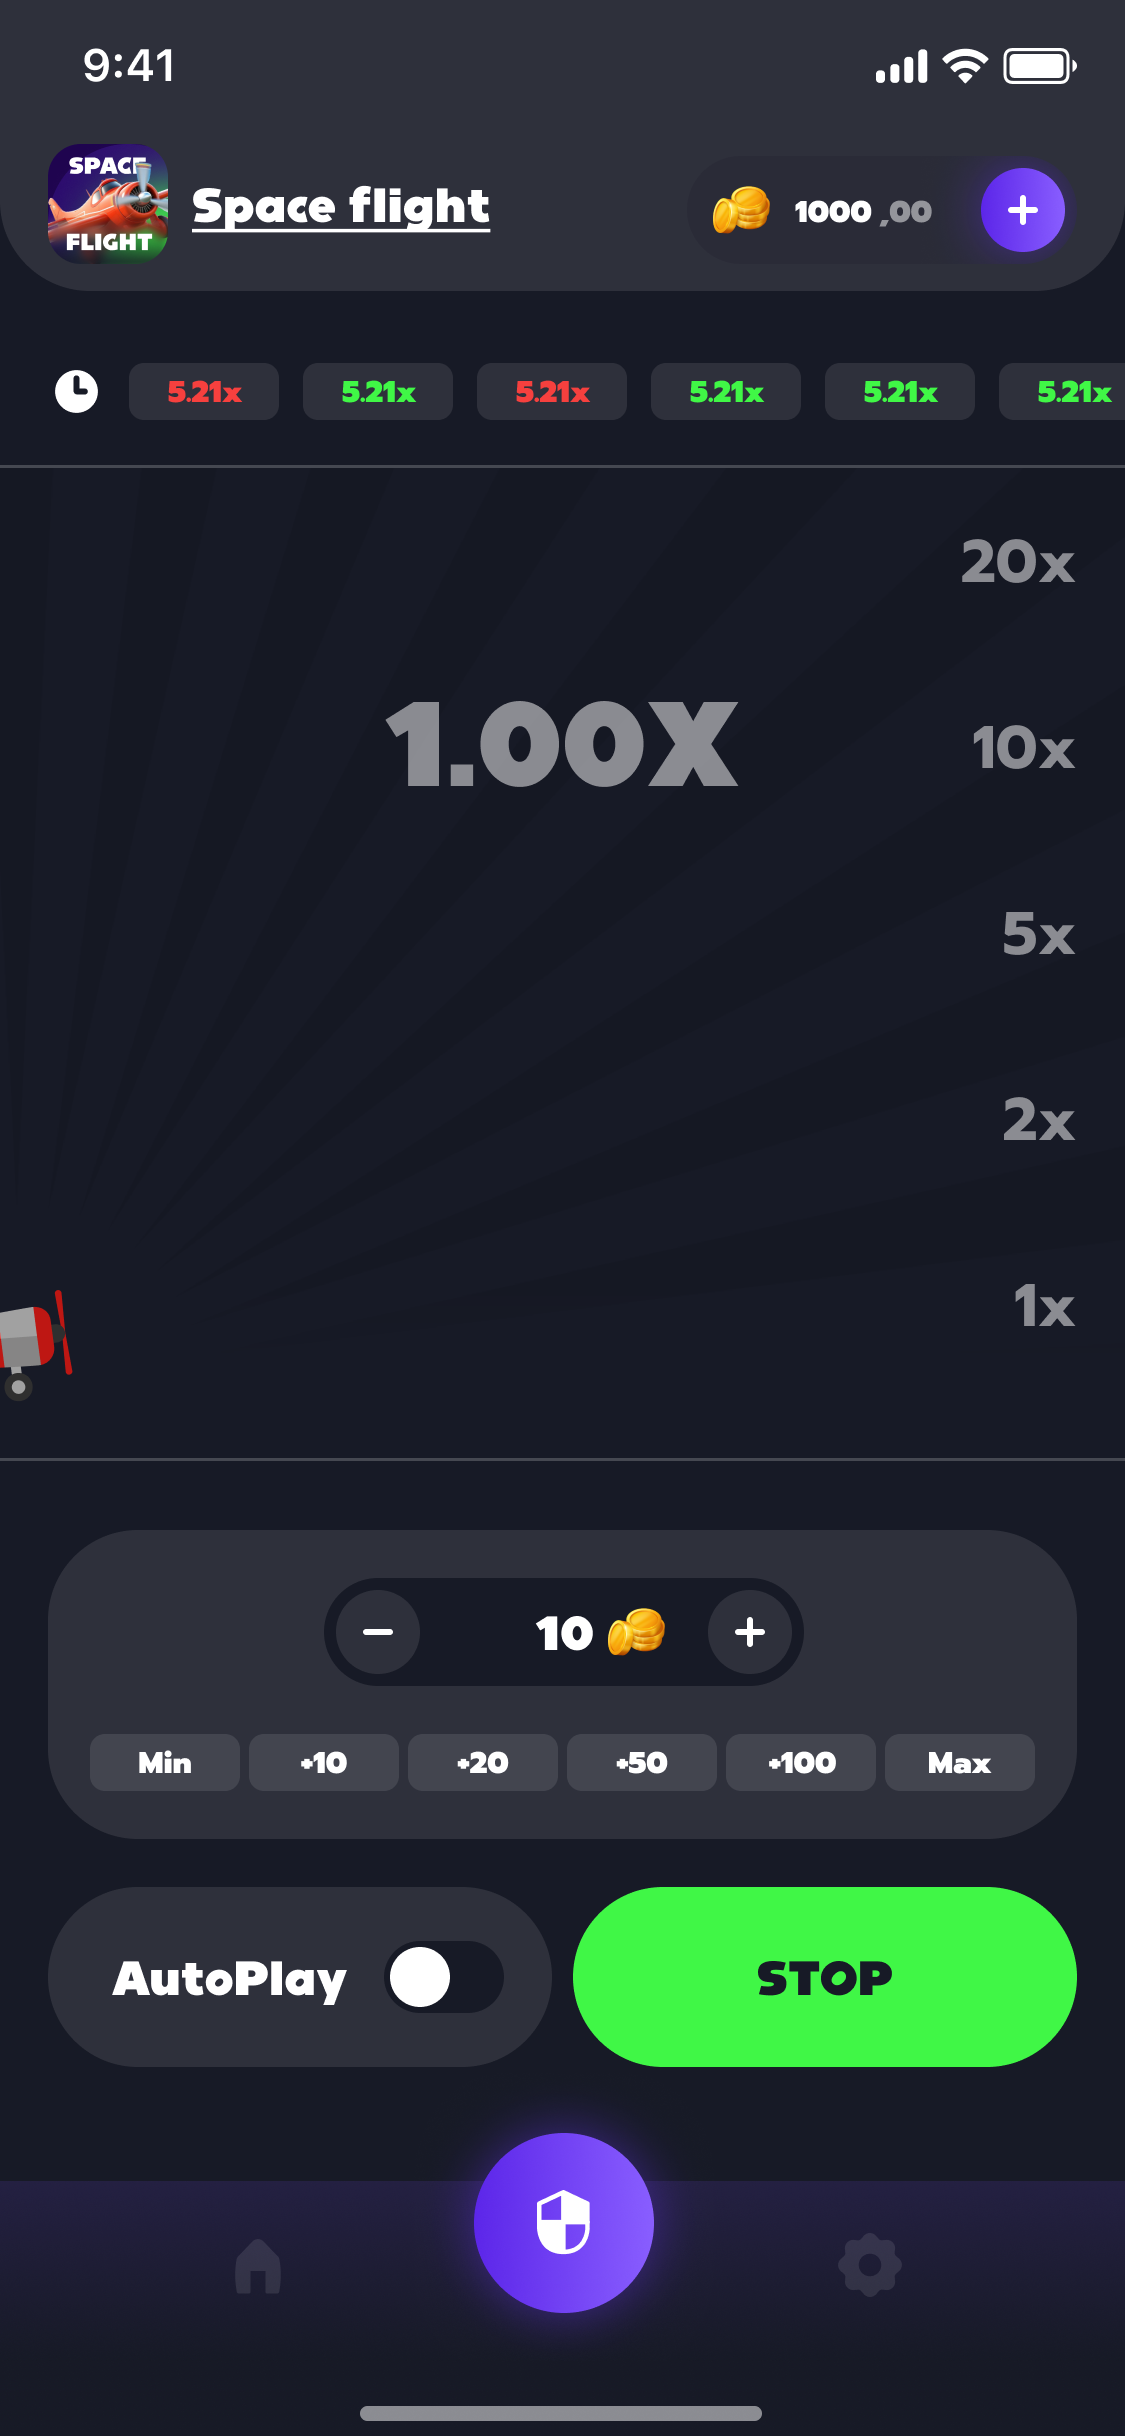 9:41
SPACE
FLIGHT
Space flight
1000 ,00
5.21x 5.21x 5.21x 5.21x 5.21x 5.21x
20x
1.00X
10x
5x
2x
1x
10
Min +10 +20 +50 +100 Max
AutoPlay
STOP